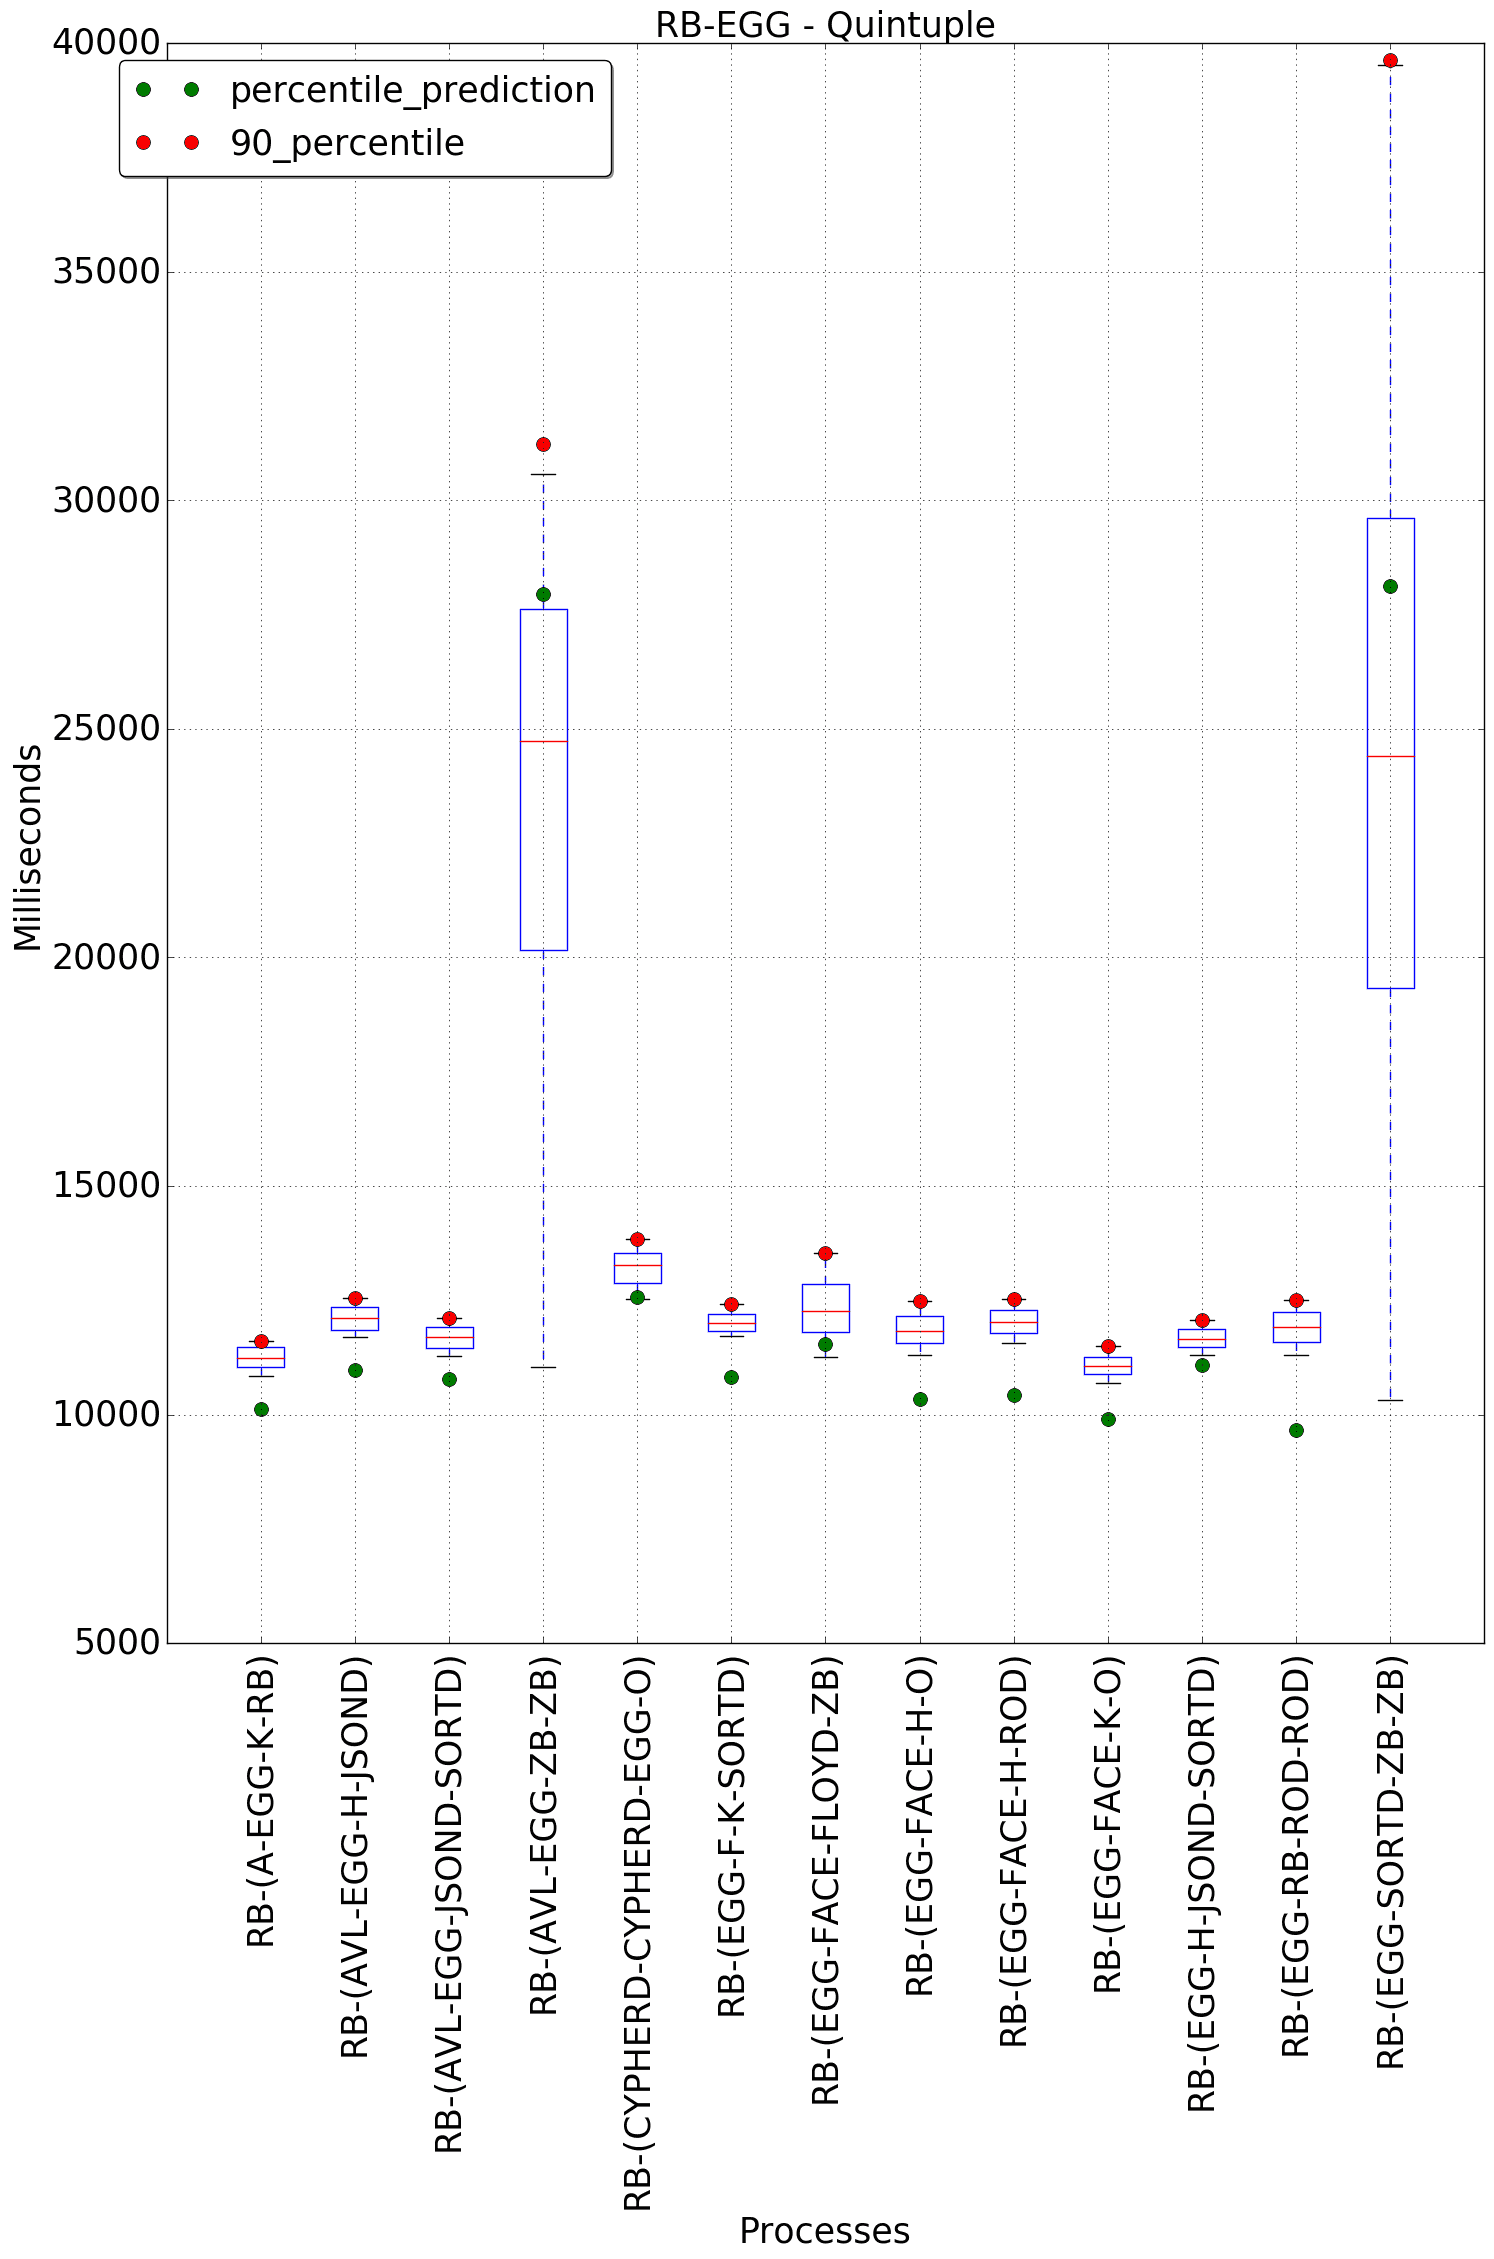 RB-EGG - Quintuple
percentile_prediction
90_percentile
40000
35000
30000
25000
20000
15000
10000
5000
Milliseconds
RB-(A-EGG-K-RB)
RB-(AVL-EGG-H-JSOND)
RB-(AVL-EGG-JSOND-SORTD)
RB-(AVL-EGG-ZB-ZB)
RB-(CYPHERD-CYPHERD-EGG-O)
RB-(EGG-F-K-SORTD)
RB-(EGG-FACE-FLOYD-ZB)
RB-(EGG-FACE-H-O)
RB-(EGG-FACE-H-ROD)
RB-(EGG-FACE-K-O)
RB-(EGG-H-JSOND-SORTD)
RB-(EGG-RB-ROD-ROD)
RB-(EGG-SORTD-ZB-ZB)
Processes